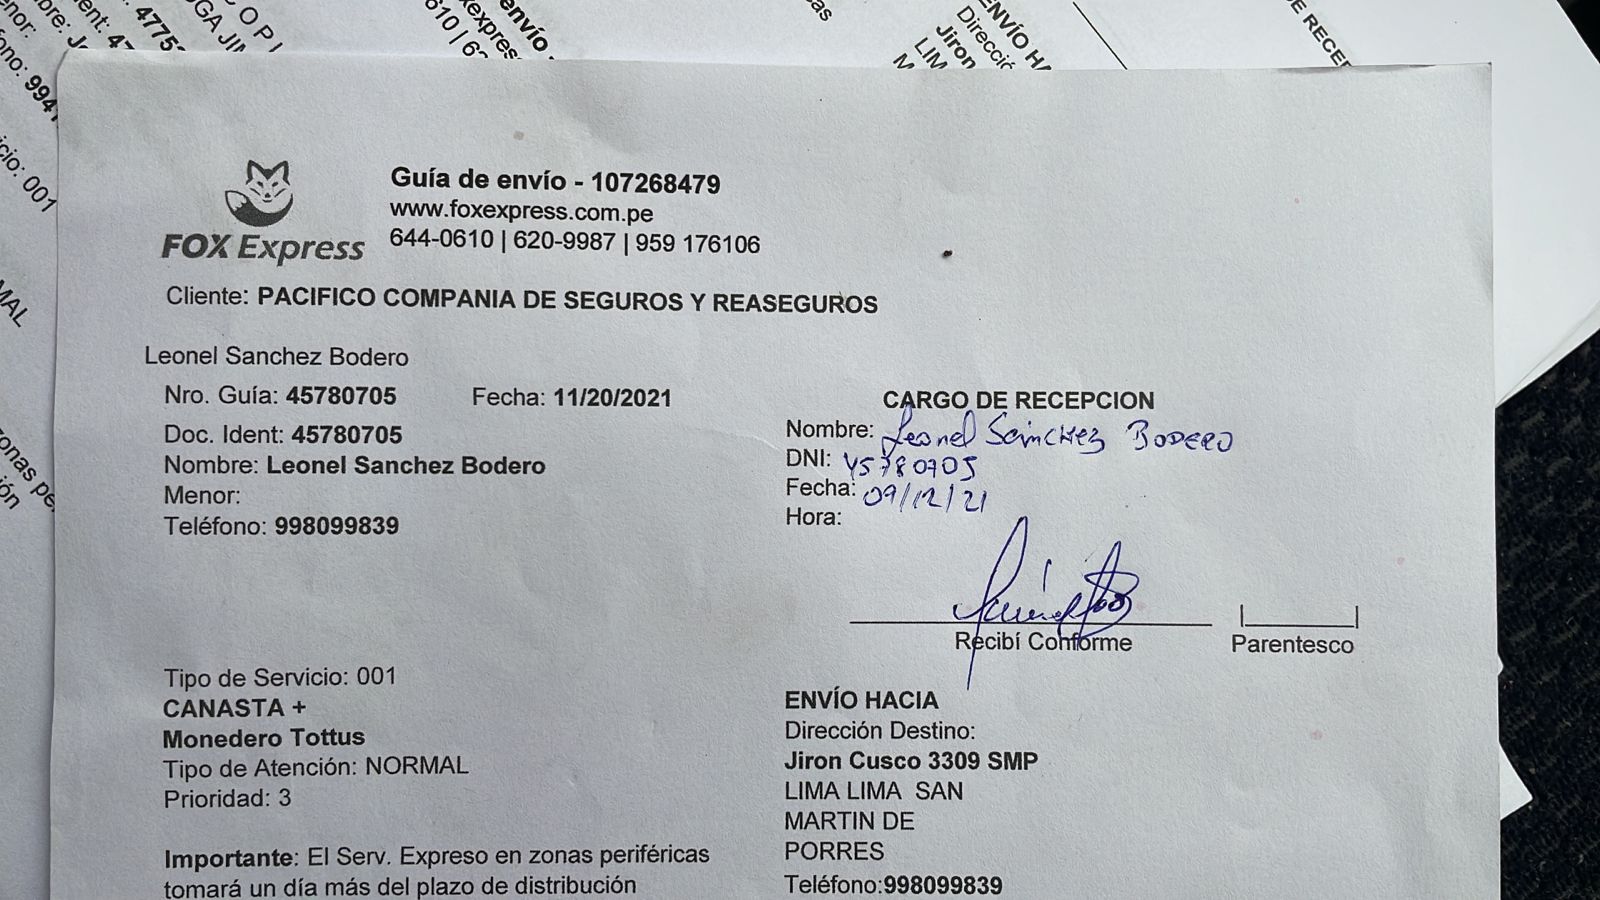 Guía de envío - 107268479
www.foxexpress.com.pe
644-0610 | 620-9987 | 959 176106
FOX Express
Cliente: PACIFICO COMPANIA DE SEGUROS Y REASEGUROS
Leonel Sanchez Bodero
Nro. Guía: 45780705 Fecha: 11/20/2021
Doc. Ident: 45780705
Nombre: Leonel Sanchez Bodero
Menor:
Teléfono: 998099839
CARGO DE RECEPCION
Nombre: Leonel Sánchez BODERO
DNI: 45780705
Fecha: 09/12/21
Hora:
Recibí Conforme
Parentesco
Tipo de Servicio: 001
CANASTA +
Monedero Tottus
Tipo de Atención: NORMAL
Prioridad: 3
Importante: El Serv. Expreso en zonas periféricas
tomará un día más del plazo de distribución
ENVÍO HACIA
Dirección Destino:
Jiron Cusco 3309 SMP
LIMA LIMA SAN
MARTIN DE
PORRES
Teléfono:998099839